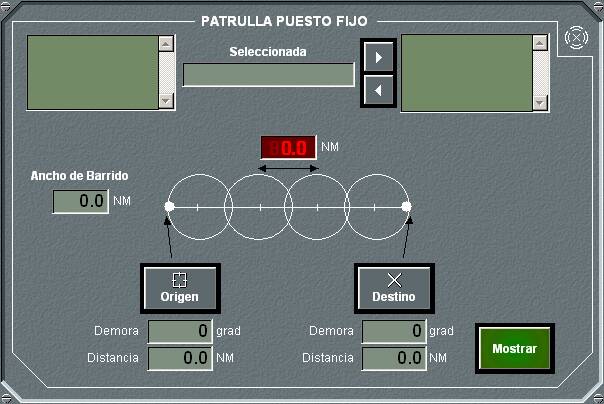 PATRULLA PUESTO FIJO
Seleccionada
0.0 NM
Ancho de Barrido
0.0 NM
Origen
Destino
Demora 0 grad
Demora 0 grad
Distancia 0.0 NM
Distancia 0.0 NM
Mostrar